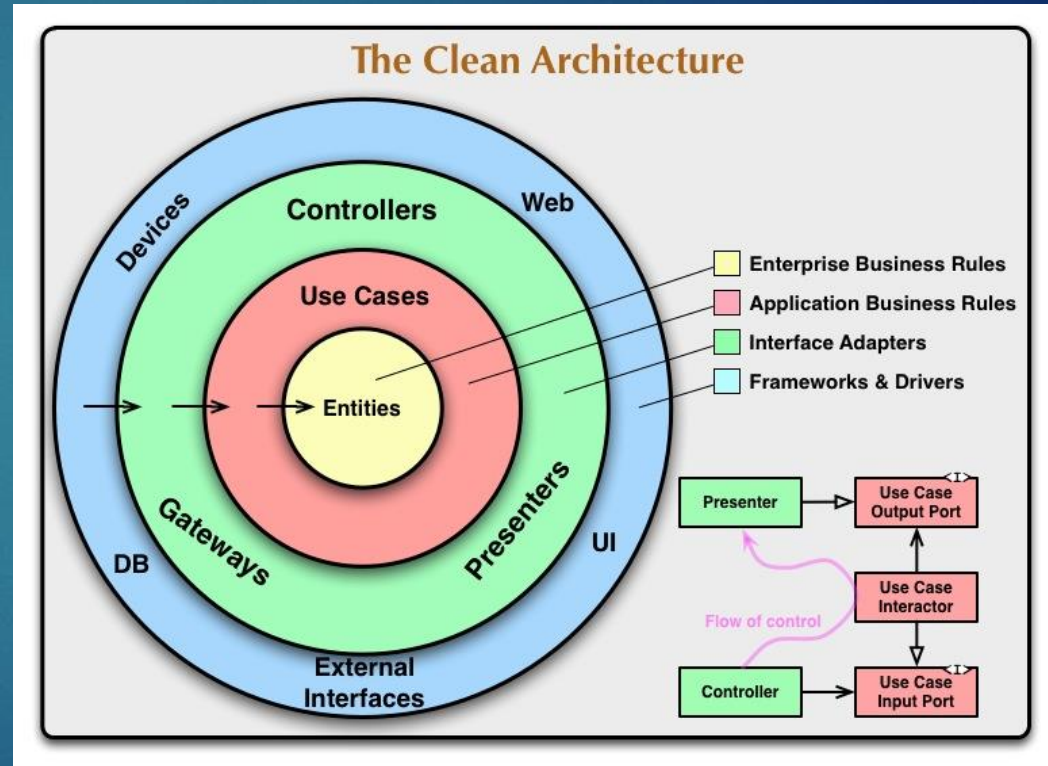 The Clean Architecture
Devices
Web
Controllers
Use Cases
Entities
Gateways
Presenters
DB
UI
External
Interfaces
Enterprise Business Rules
Application Business Rules
Interface Adapters
Frameworks & Drivers
Presenter
<I>
Use Case
Output Port
Use Case
Interactor
Flow of control
Controller
<I>
Use Case
Input Port